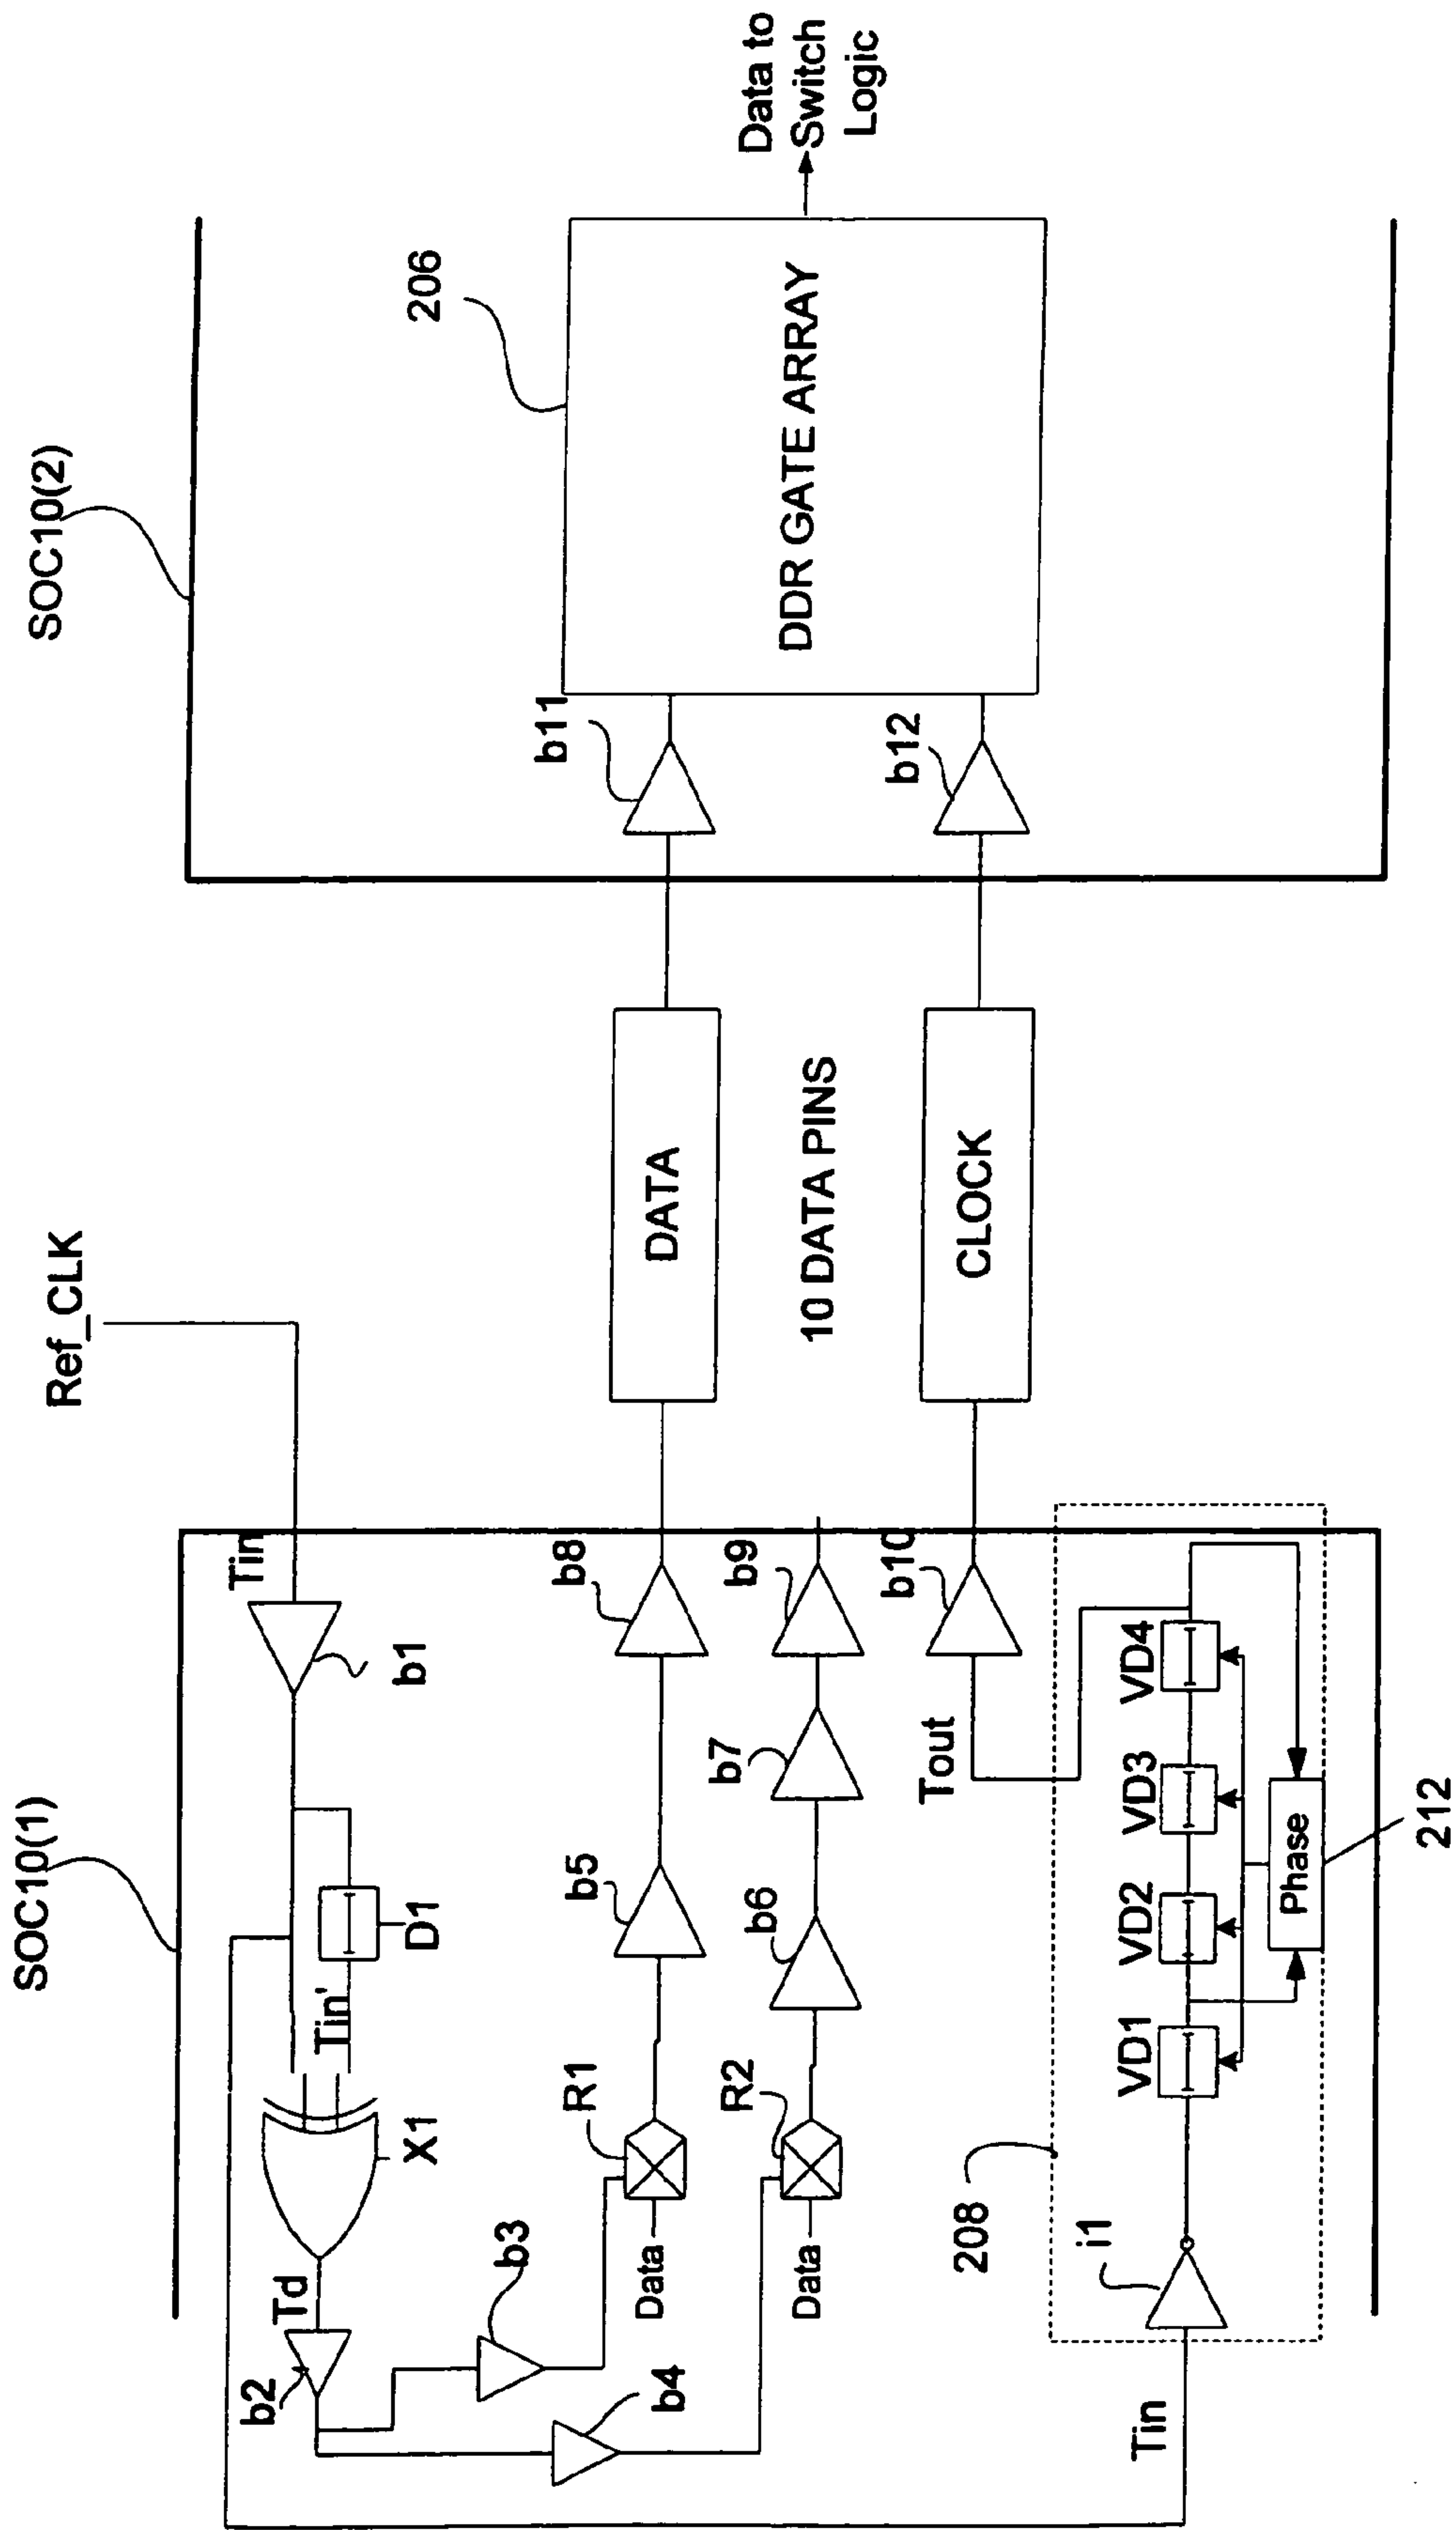 SOC10(1)
Ref_CLK
SOC10(2)
Tin
b1
D1
Tin'
X1
Td
b2
b3
b4
Data
R1
b5
b8
DATA
b11
206
DDR GATE ARRAY
Data to
Switch
Logic
Data
R2
b6
b7
b9
10 DATA PINS
Tout
b10
CLOCK
b12
208
Tin
i1
VD1
VD2
VD3
VD4
Phase
212